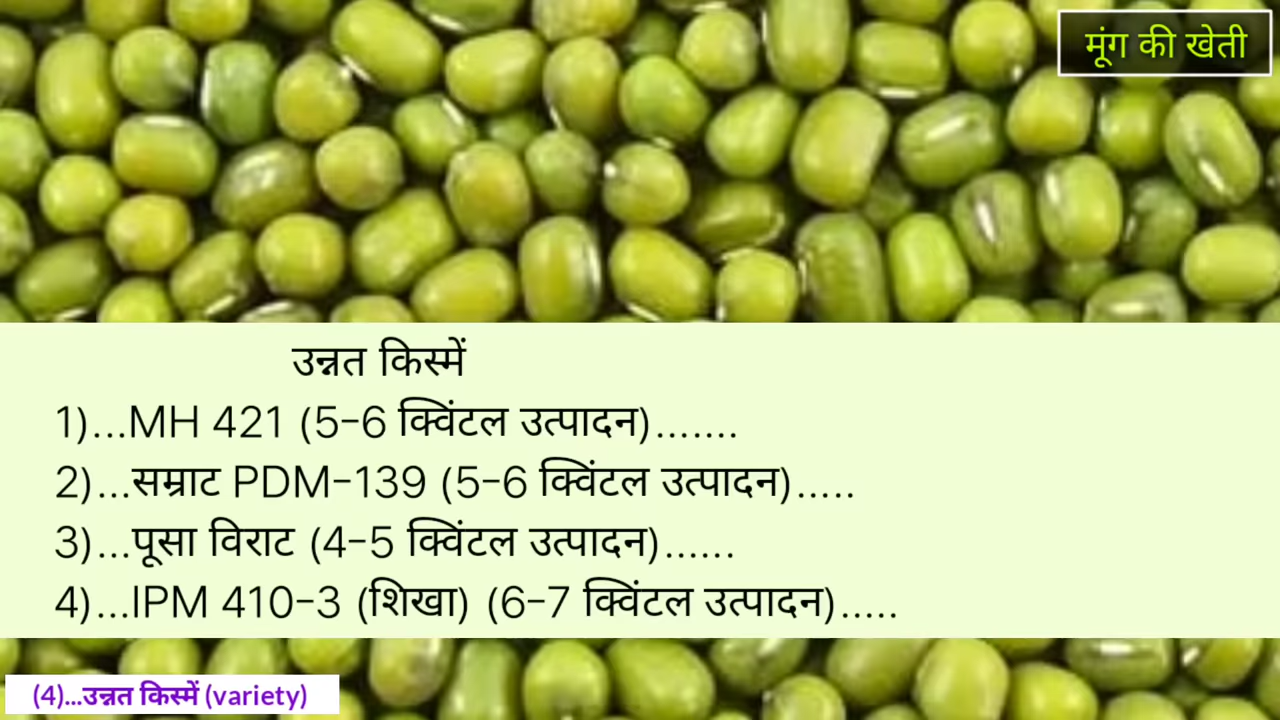 मूंग की खेती
उन्नत किस्में
1)...MH 421 (5-6 क्विंटल उत्पादन).......
2)...सम्राट PDM-139 (5-6 क्विंटल उत्पादन).....
3)...पूसा विराट (4-5 क्विंटल उत्पादन)......
4)...IPM 410-3 (शिखा) (6-7 क्विंटल उत्पादन).....
(4)...उन्नत किस्में (variety)